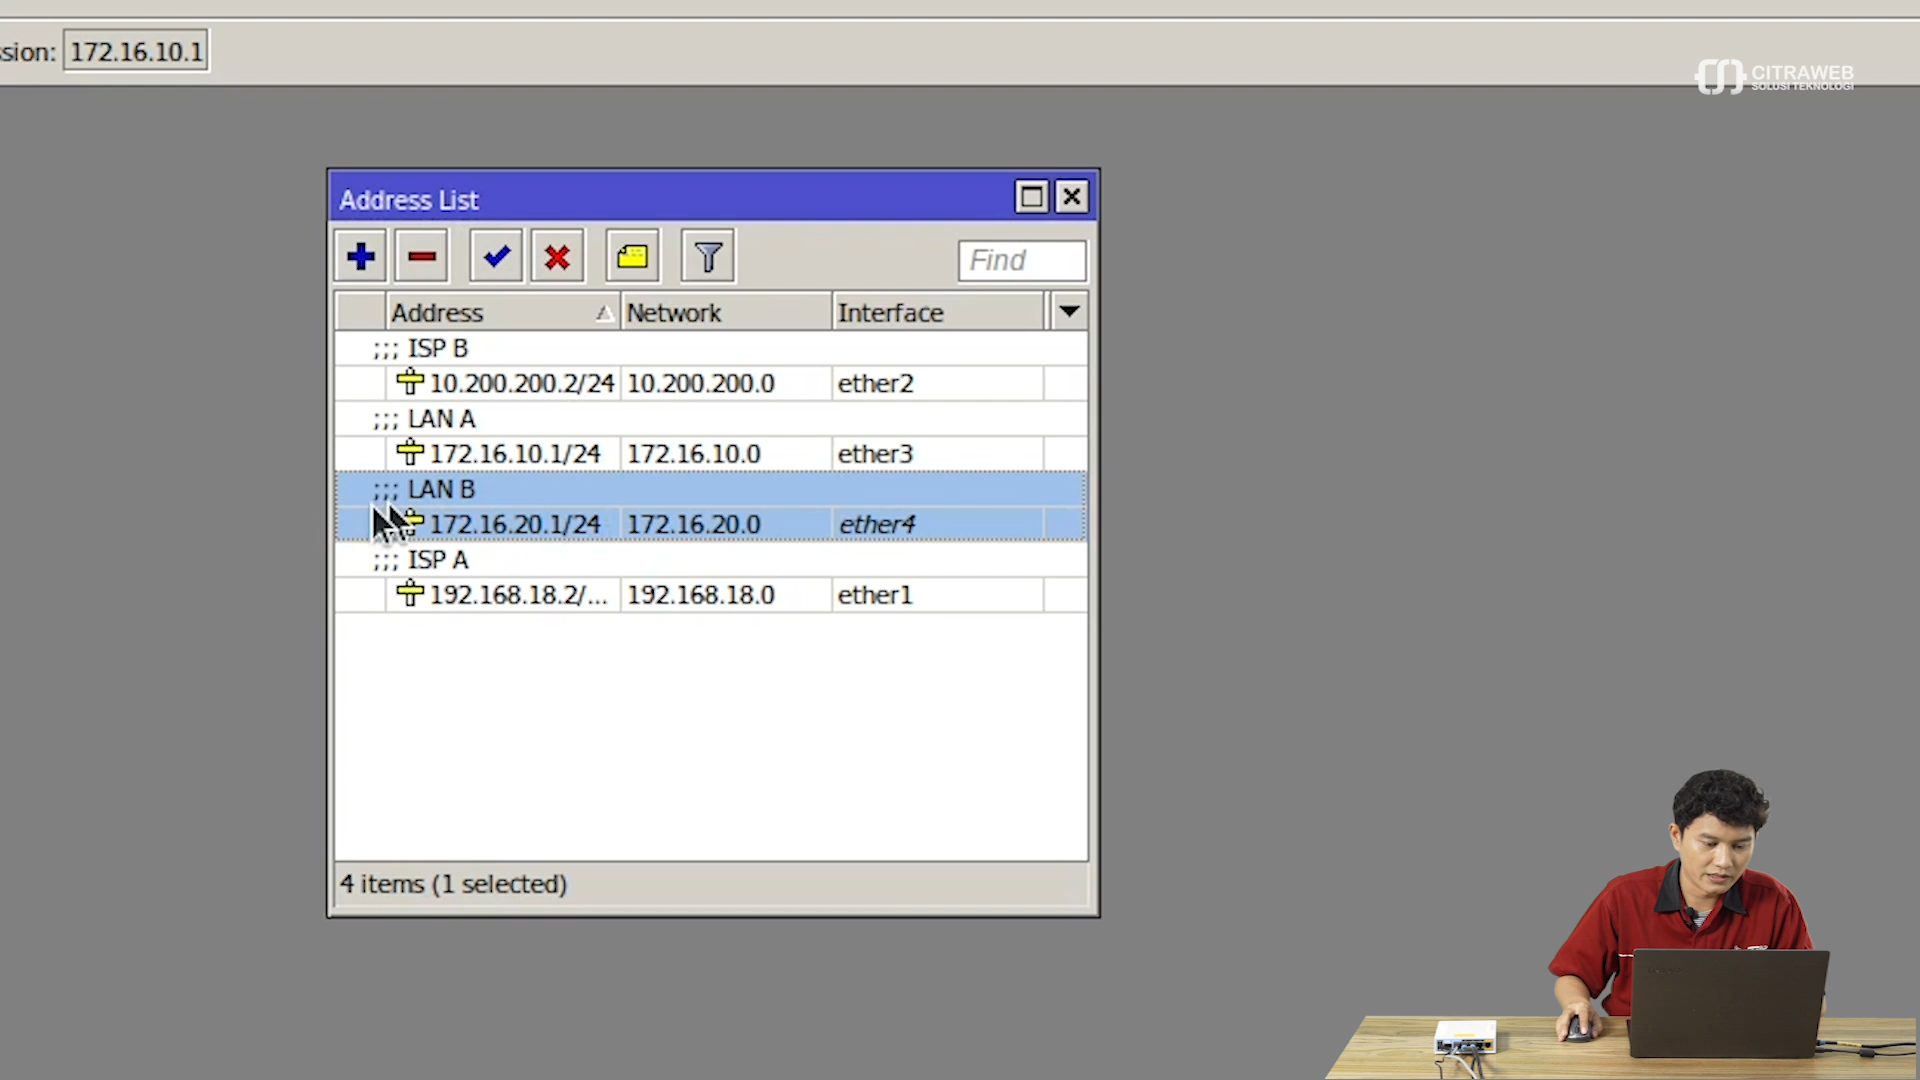 sion: 172.16.10.1
CITRAWEB
SOLUSI TEKNOLOGI
Address List
Find
Address Network Interface
;;; ISP B
10.200.200.2/24 10.200.200.0 ether2
;;; LAN A
172.16.10.1/24 172.16.10.0 ether3
;;; LAN B
172.16.20.1/24 172.16.20.0 ether4
;;; ISP A
192.168.18.2/... 192.168.18.0 ether1
4 items (1 selected)